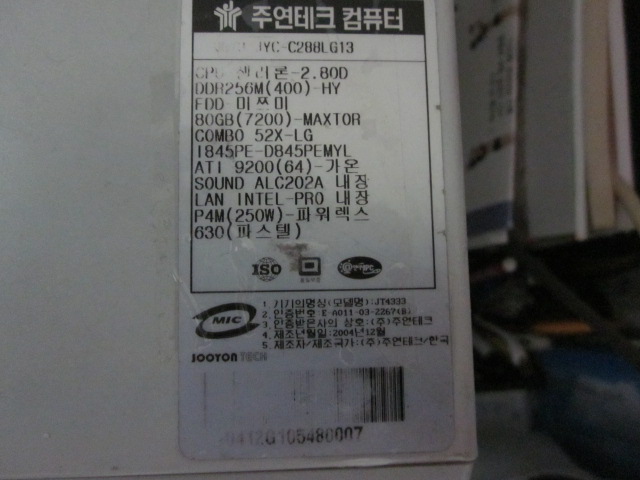 주연테크 컴퓨터
JYC-C288LG13
CPU 셀리론-2.80D
DDR256M(400)-HY
FDD 미쯔미
80GB(7200)-MAXTOR
COMBO 52X-LG
I845PE-D845PEMYL
ATI 9200(64)-가온
SOUND ALC202A 내장
LAN INTEL-PRO 내장
P4M(250W)-파워렉스
630(파스텔)
ISO
MIC
1. 기기의명칭(모델명):JT4333
2. 인증번호:E-A011-03-2267(B)
3. 인증받은자의 상호:(주)주연테크
4. 제조년월일:2004년12월
5. 제조자/제조국가:(주)주연테크/한국
JOOYON TECH
0412G105480007